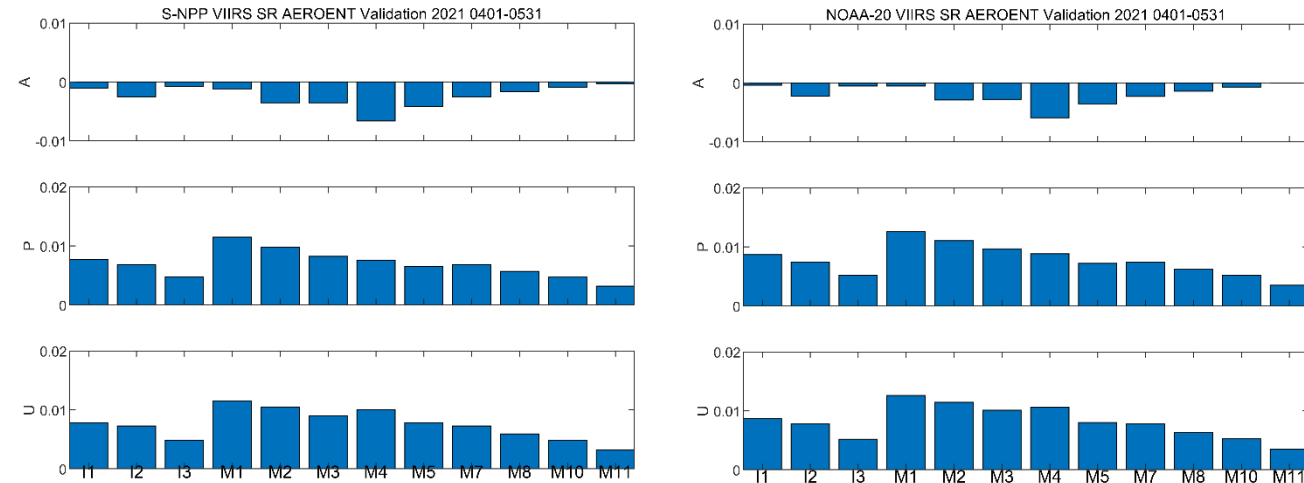 S-NPP VIIRS SR AEROENT Validation 2021 0401-0531
0.01
A
0
-0.01
0.02
P
0.01
0
0.02
U
0.01
0
I1 I2 I3 M1 M2 M3 M4 M5 M7 M8 M10 M11
NOAA-20 VIIRS SR AEROENT Validation 2021 0401-0531
0.01
A
0
-0.01
0.02
P
0.01
0
0.02
U
0.01
0
I1 I2 I3 M1 M2 M3 M4 M5 M7 M8 M10 M11